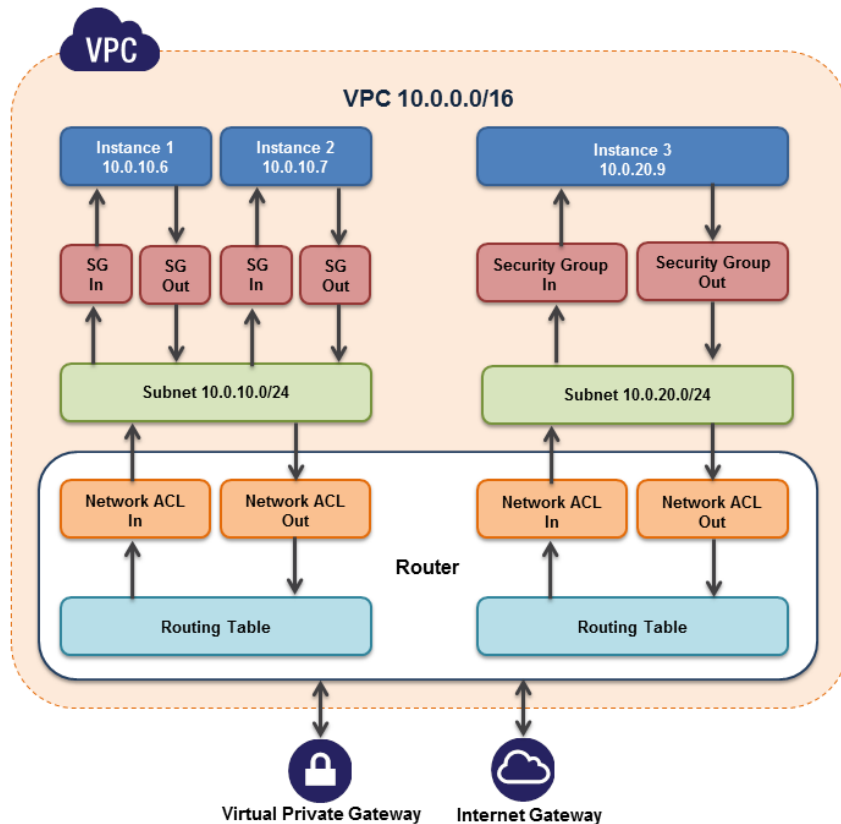 VPC
VPC 10.0.0.0/16
Instance 1
10.0.10.6
Instance 2
10.0.10.7
Instance 3
10.0.20.9
SG
In
SG
Out
SG
In
SG
Out
Security Group
In
Security Group
Out
Subnet 10.0.10.0/24
Subnet 10.0.20.0/24
Network ACL
In
Network ACL
Out
Network ACL
In
Network ACL
Out
Router
Routing Table
Routing Table
Virtual Private Gateway
Internet Gateway